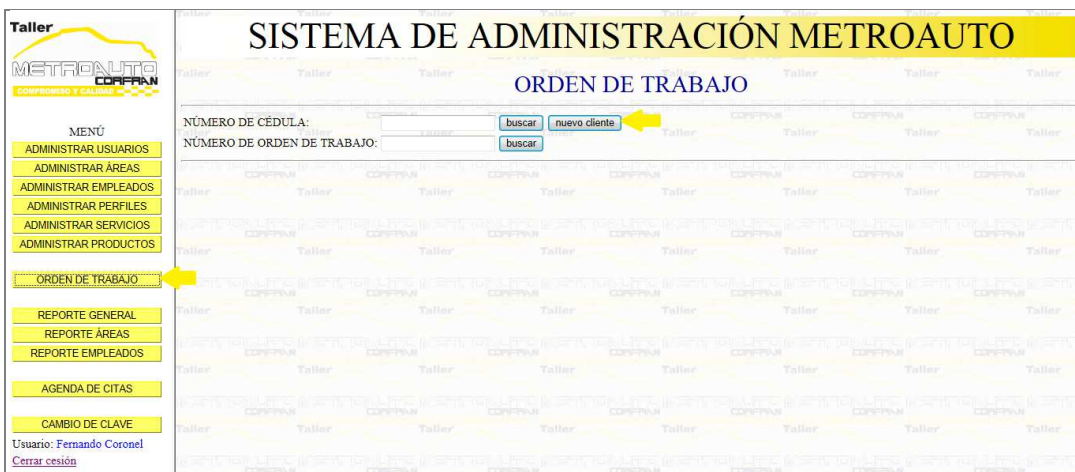 Taller
METROAUTO
CORFRAN
COMPROMISO Y CALIDAD
SISTEMA DE ADMINISTRACIÓN METROAUTO
ORDEN DE TRABAJO
NÚMERO DE CÉDULA: buscar nuevo cliente
NÚMERO DE ORDEN DE TRABAJO: buscar
MENÚ
ADMINISTRAR USUARIOS
ADMINISTRAR ÁREAS
ADMINISTRAR EMPLEADOS
ADMINISTRAR PERFILES
ADMINISTRAR SERVICIOS
ADMINISTRAR PRODUCTOS
ORDEN DE TRABAJO
REPORTE GENERAL
REPORTE ÁREAS
REPORTE EMPLEADOS
AGENDA DE CITAS
CAMBIO DE CLAVE
Usuario: Fernando Coronel
Cerrar cesión